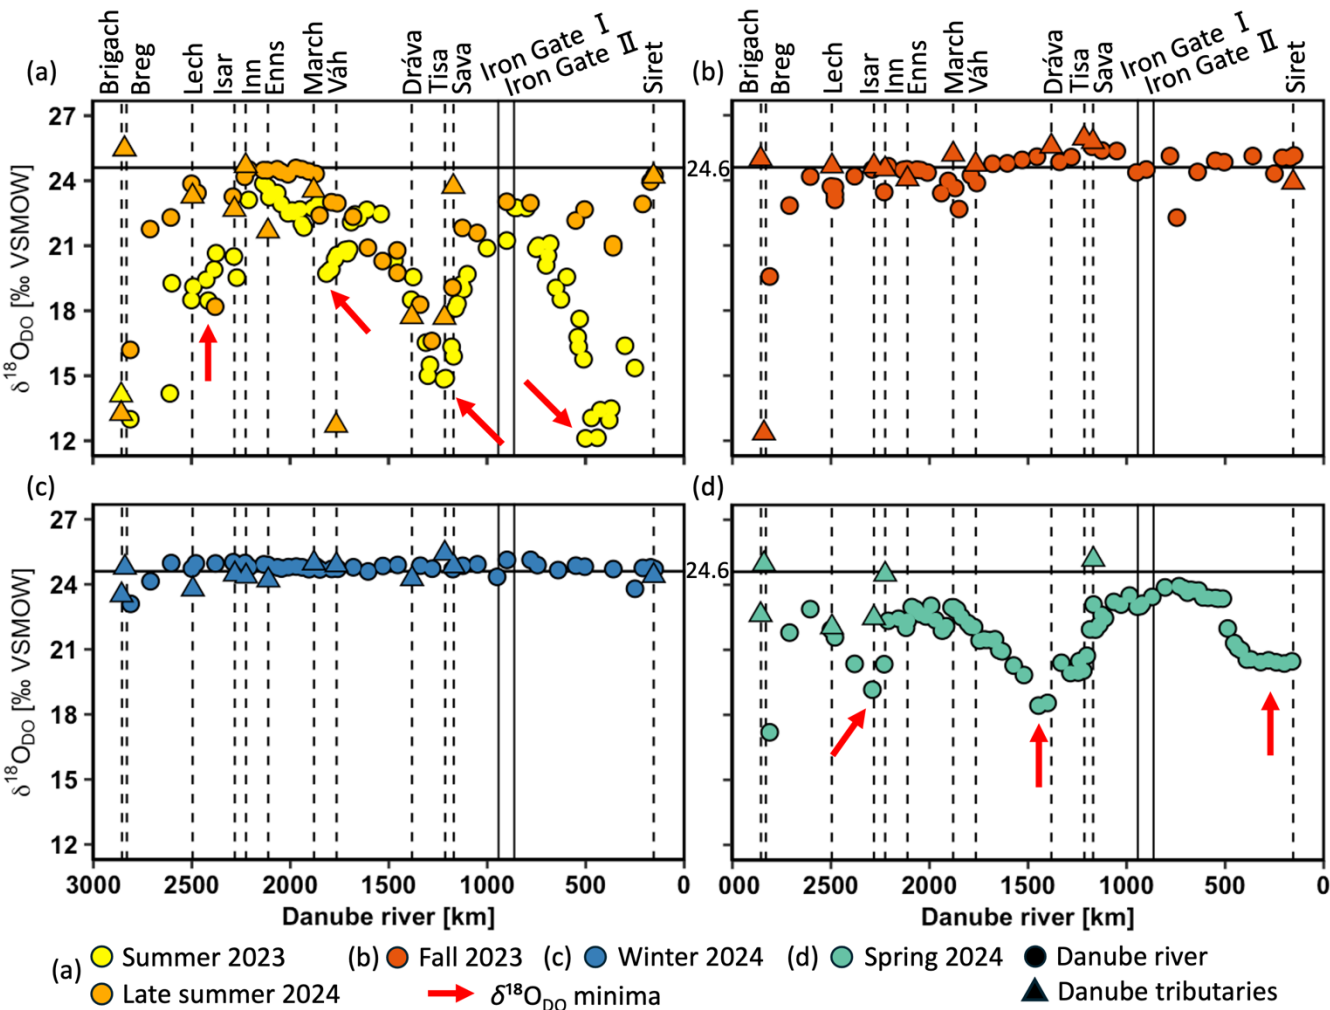 Brigach Breg Lech Isar Inn Enns March Váh Dráva Tisa Sava Iron Gate I Iron Gate II Siret
Brigach Breg Lech Isar Inn Enns March Váh Dráva Tisa Sava Iron Gate I Iron Gate II Siret
(a)
27
24
21
18
15
12
δ¹⁸O_DO [‰ VSMOW]
(b)
24.6
(c)
27
24
21
18
15
12
δ¹⁸O_DO [‰ VSMOW]
3000 2500 2000 1500 1000 500 0
Danube river [km]
(d)
24.6
000 2500 2000 1500 1000 500 0
Danube river [km]
(a) Summer 2023 (b) Fall 2023 (c) Winter 2024 (d) Spring 2024 Danube river
Late summer 2024 δ¹⁸O_DO minima Danube tributaries